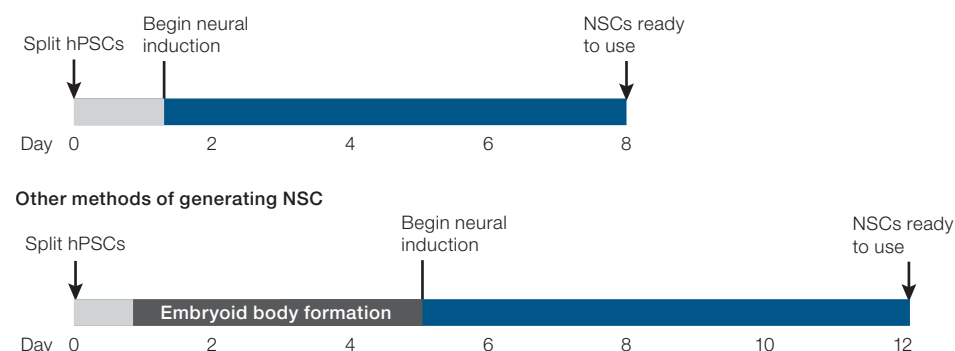 Begin neural
Split hPSCs induction
NSCs ready
to use
Day 0 2 4 6 8
Other methods of generating NSC
Split hPSCs
Begin neural
induction
NSCs ready
to use
Embryoid body formation
Day 0 2 4 6 8 10 12